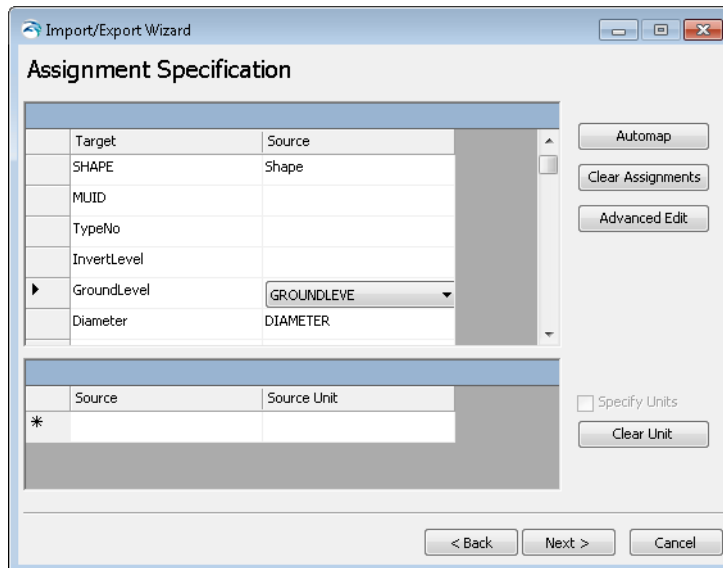 Import/Export Wizard
Assignment Specification
Target Source
SHAPE Shape
MUID
TypeNo
InvertLevel
GroundLevel GROUNDLEVE
Diameter DIAMETER
Automap
Clear Assignments
Advanced Edit
Source Source Unit
Specify Units
Clear Unit
< Back Next > Cancel